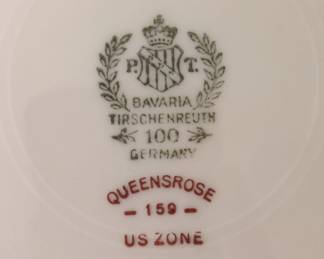 P. T.
BAVARIA
TIRSCHENREUTH
100
GERMANY
QUEENSROSE
- 159 -
US ZONE